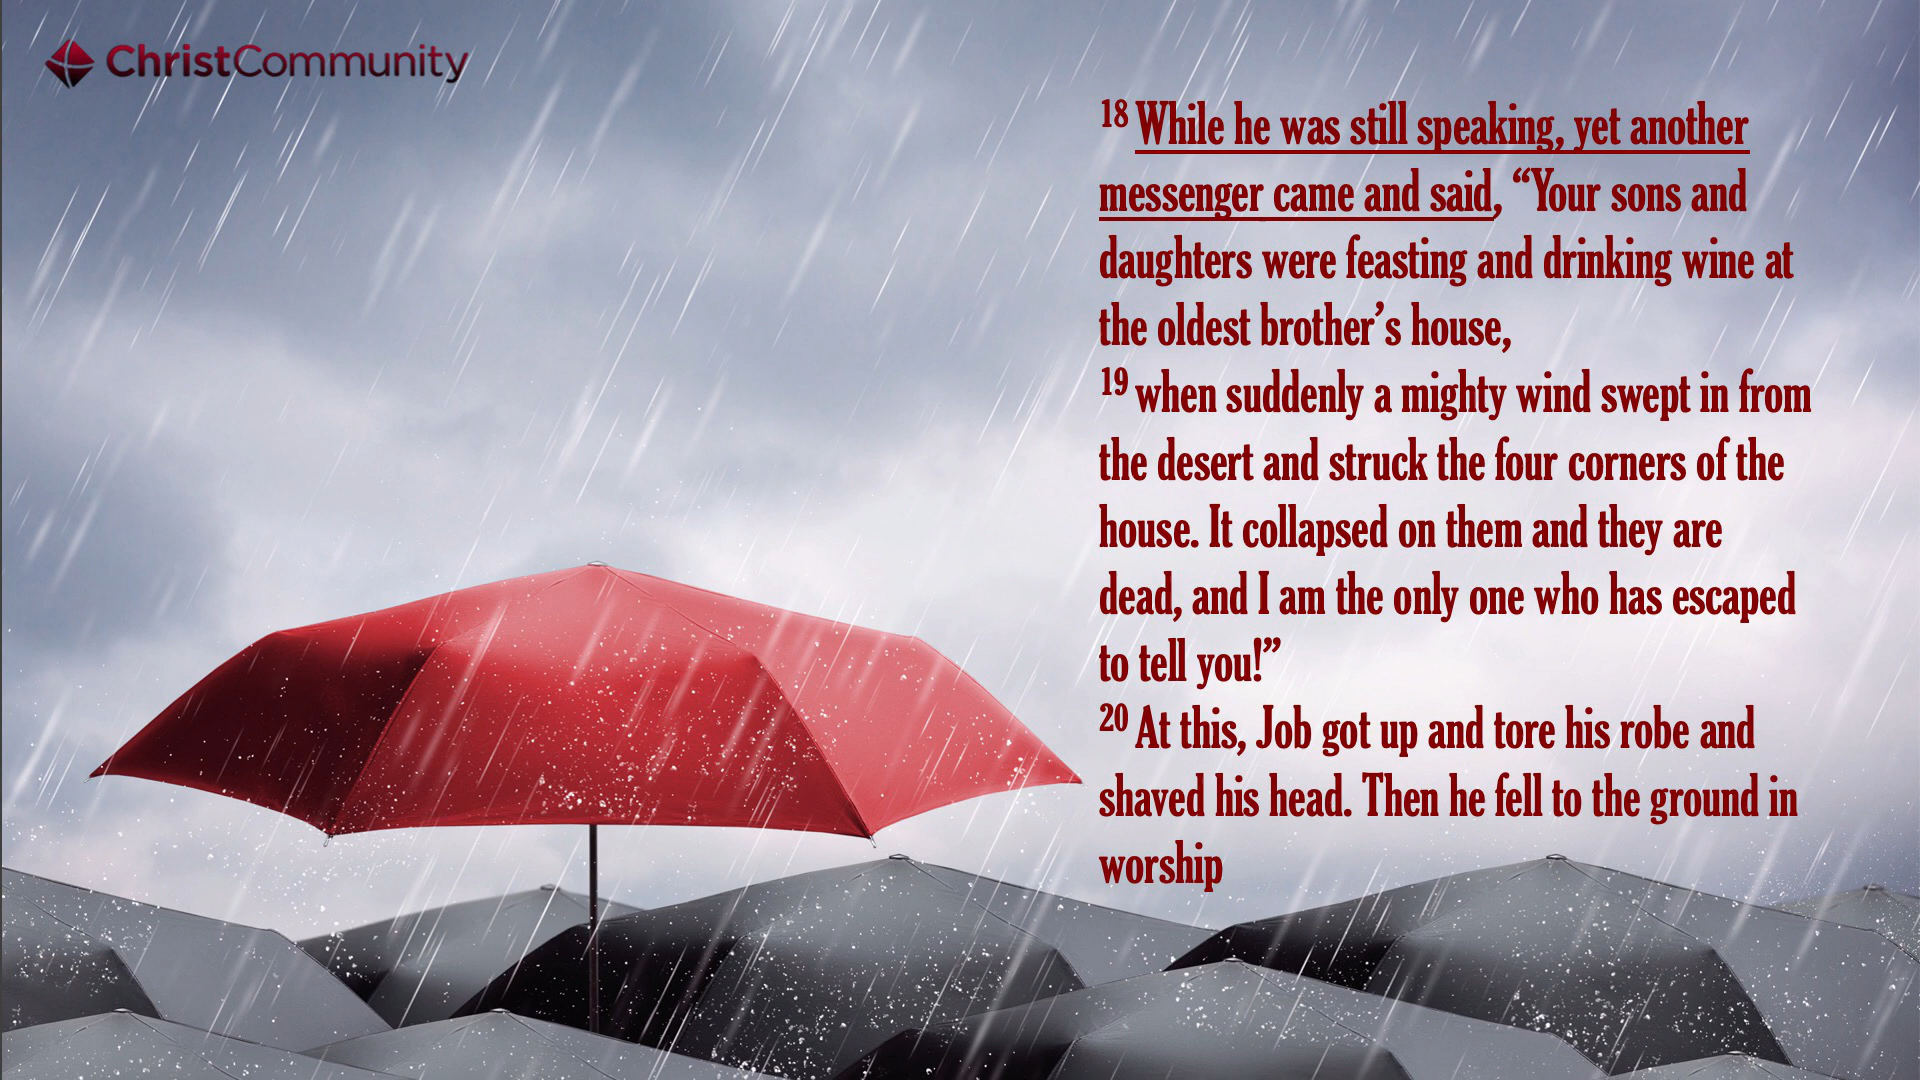 ChristCommunity
18 While he was still speaking, yet another
messenger came and said, “Your sons and
daughters were feasting and drinking wine at
the oldest brother’s house,
19 when suddenly a mighty wind swept in from
the desert and struck the four corners of the
house. It collapsed on them and they are
dead, and I am the only one who has escaped
to tell you!”
20 At this, Job got up and tore his robe and
shaved his head. Then he fell to the ground in
worship